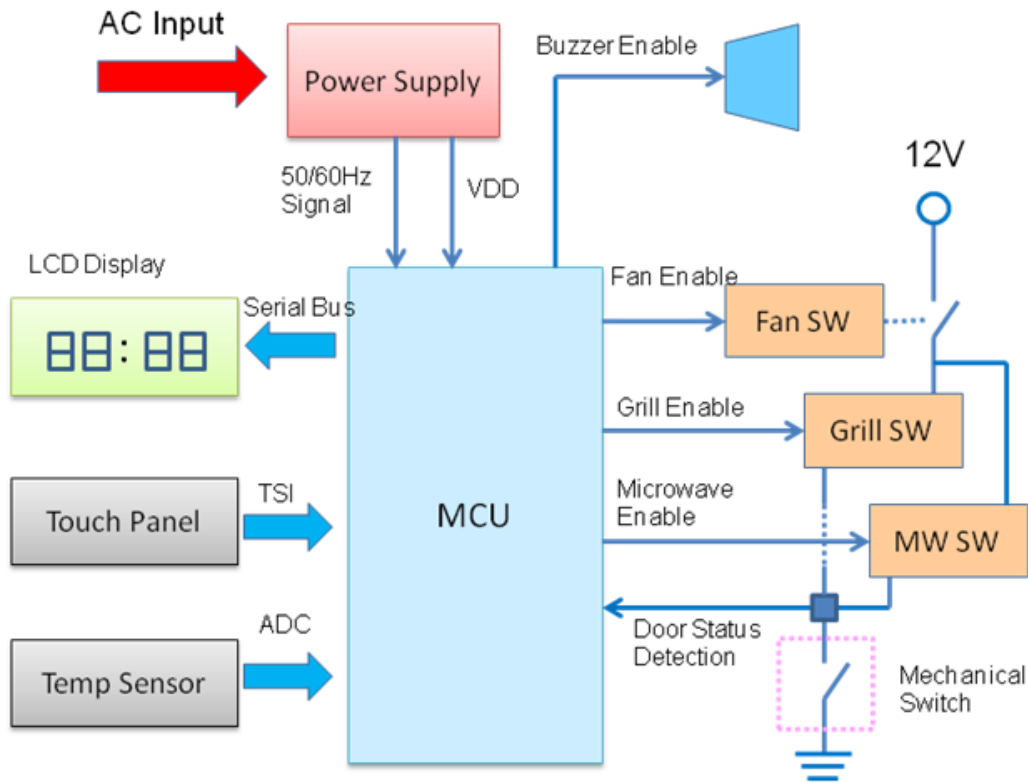 AC Input
Power Supply
Buzzer Enable
12V
50/60Hz
Signal
VDD
LCD Display
Serial Bus
88:88
Fan Enable
Fan SW
Grill Enable
Grill SW
Touch Panel
TSI
MCU
Microwave
Enable
MW SW
Temp Sensor
ADC
Door Status
Detection
Mechanical
Switch